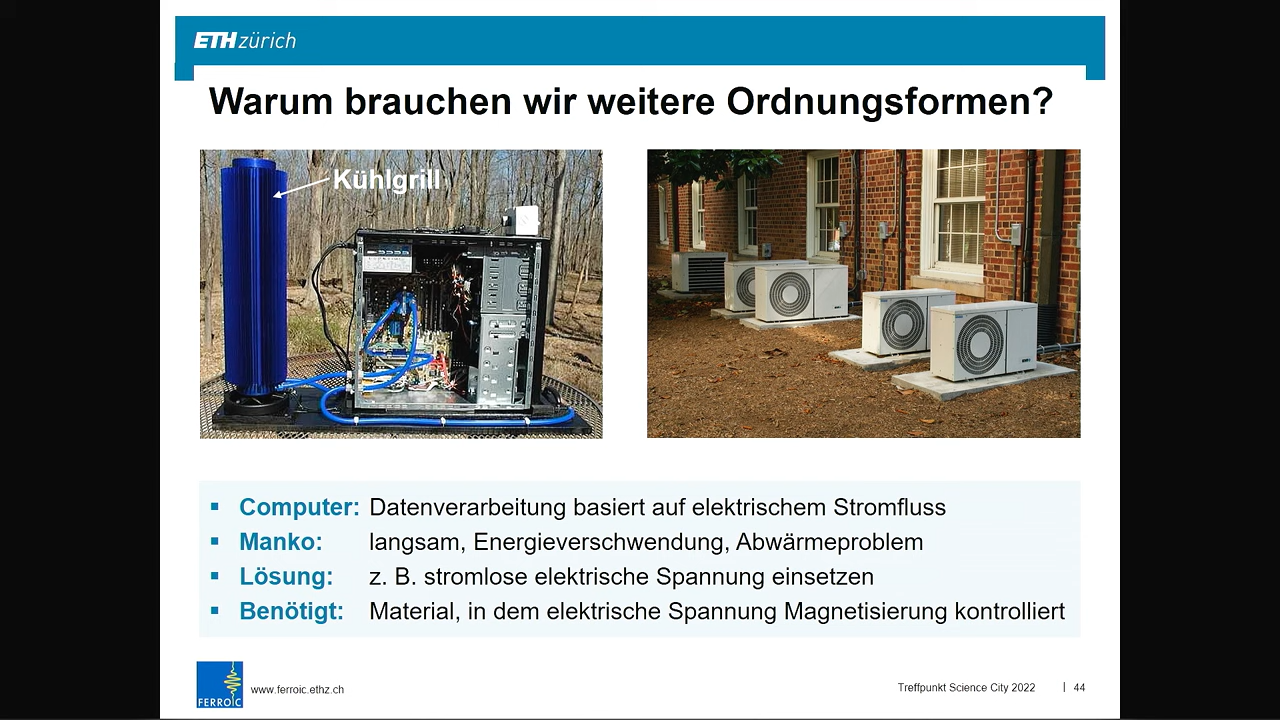 ETH zürich
Warum brauchen wir weitere Ordnungsformen?
Kühlgrill
▪ Computer: Datenverarbeitung basiert auf elektrischem Stromfluss
▪ Manko: langsam, Energieverschwendung, Abwärmeproblem
▪ Lösung: z. B. stromlose elektrische Spannung einsetzen
▪ Benötigt: Material, in dem elektrische Spannung Magnetisierung kontrolliert
FERROIC
www.ferroic.ethz.ch
Treffpunkt Science City 2022 | 44